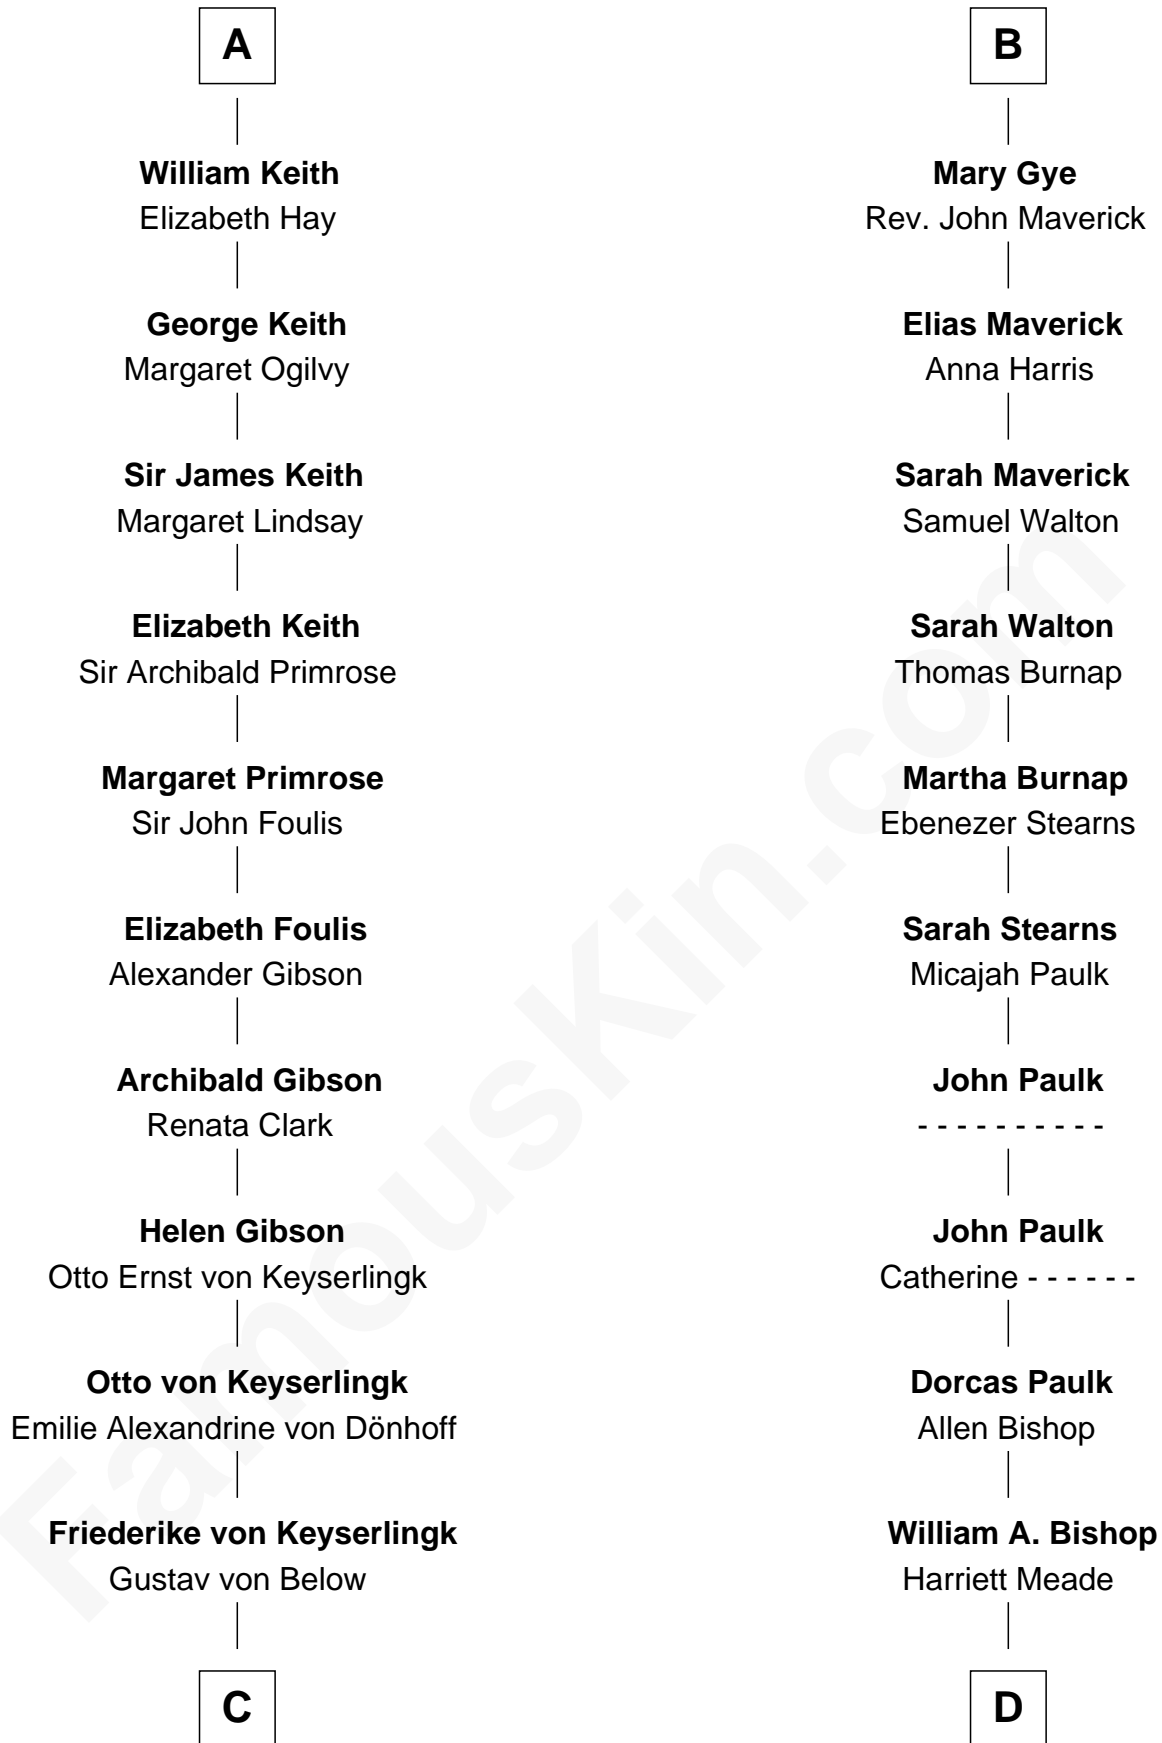 A
William Keith
Elizabeth Hay
George Keith
Margaret Ogilvy
Sir James Keith
Margaret Lindsay
Elizabeth Keith
Sir Archibald Primrose
Margaret Primrose
Sir John Foulis
Elizabeth Foulis
Alexander Gibson
Archibald Gibson
Renata Clark
Helen Gibson
Otto Ernst von Keyserlingk
Otto von Keyserlingk
Emilie Alexandrine von Dönhoff
Friederike von Keyserlingk
Gustav von Below
C
B
Mary Gye
Rev. John Maverick
Elias Maverick
Anna Harris
Sarah Maverick
Samuel Walton
Sarah Walton
Thomas Burnap
Martha Burnap
Ebenezer Stearns
Sarah Stearns
Micajah Paulk
John Paulk
- - - - - - - - - -
John Paulk
Catherine - - - - - -
Dorcas Paulk
Allen Bishop
William A. Bishop
Harriett Meade
D
FamousKin.com